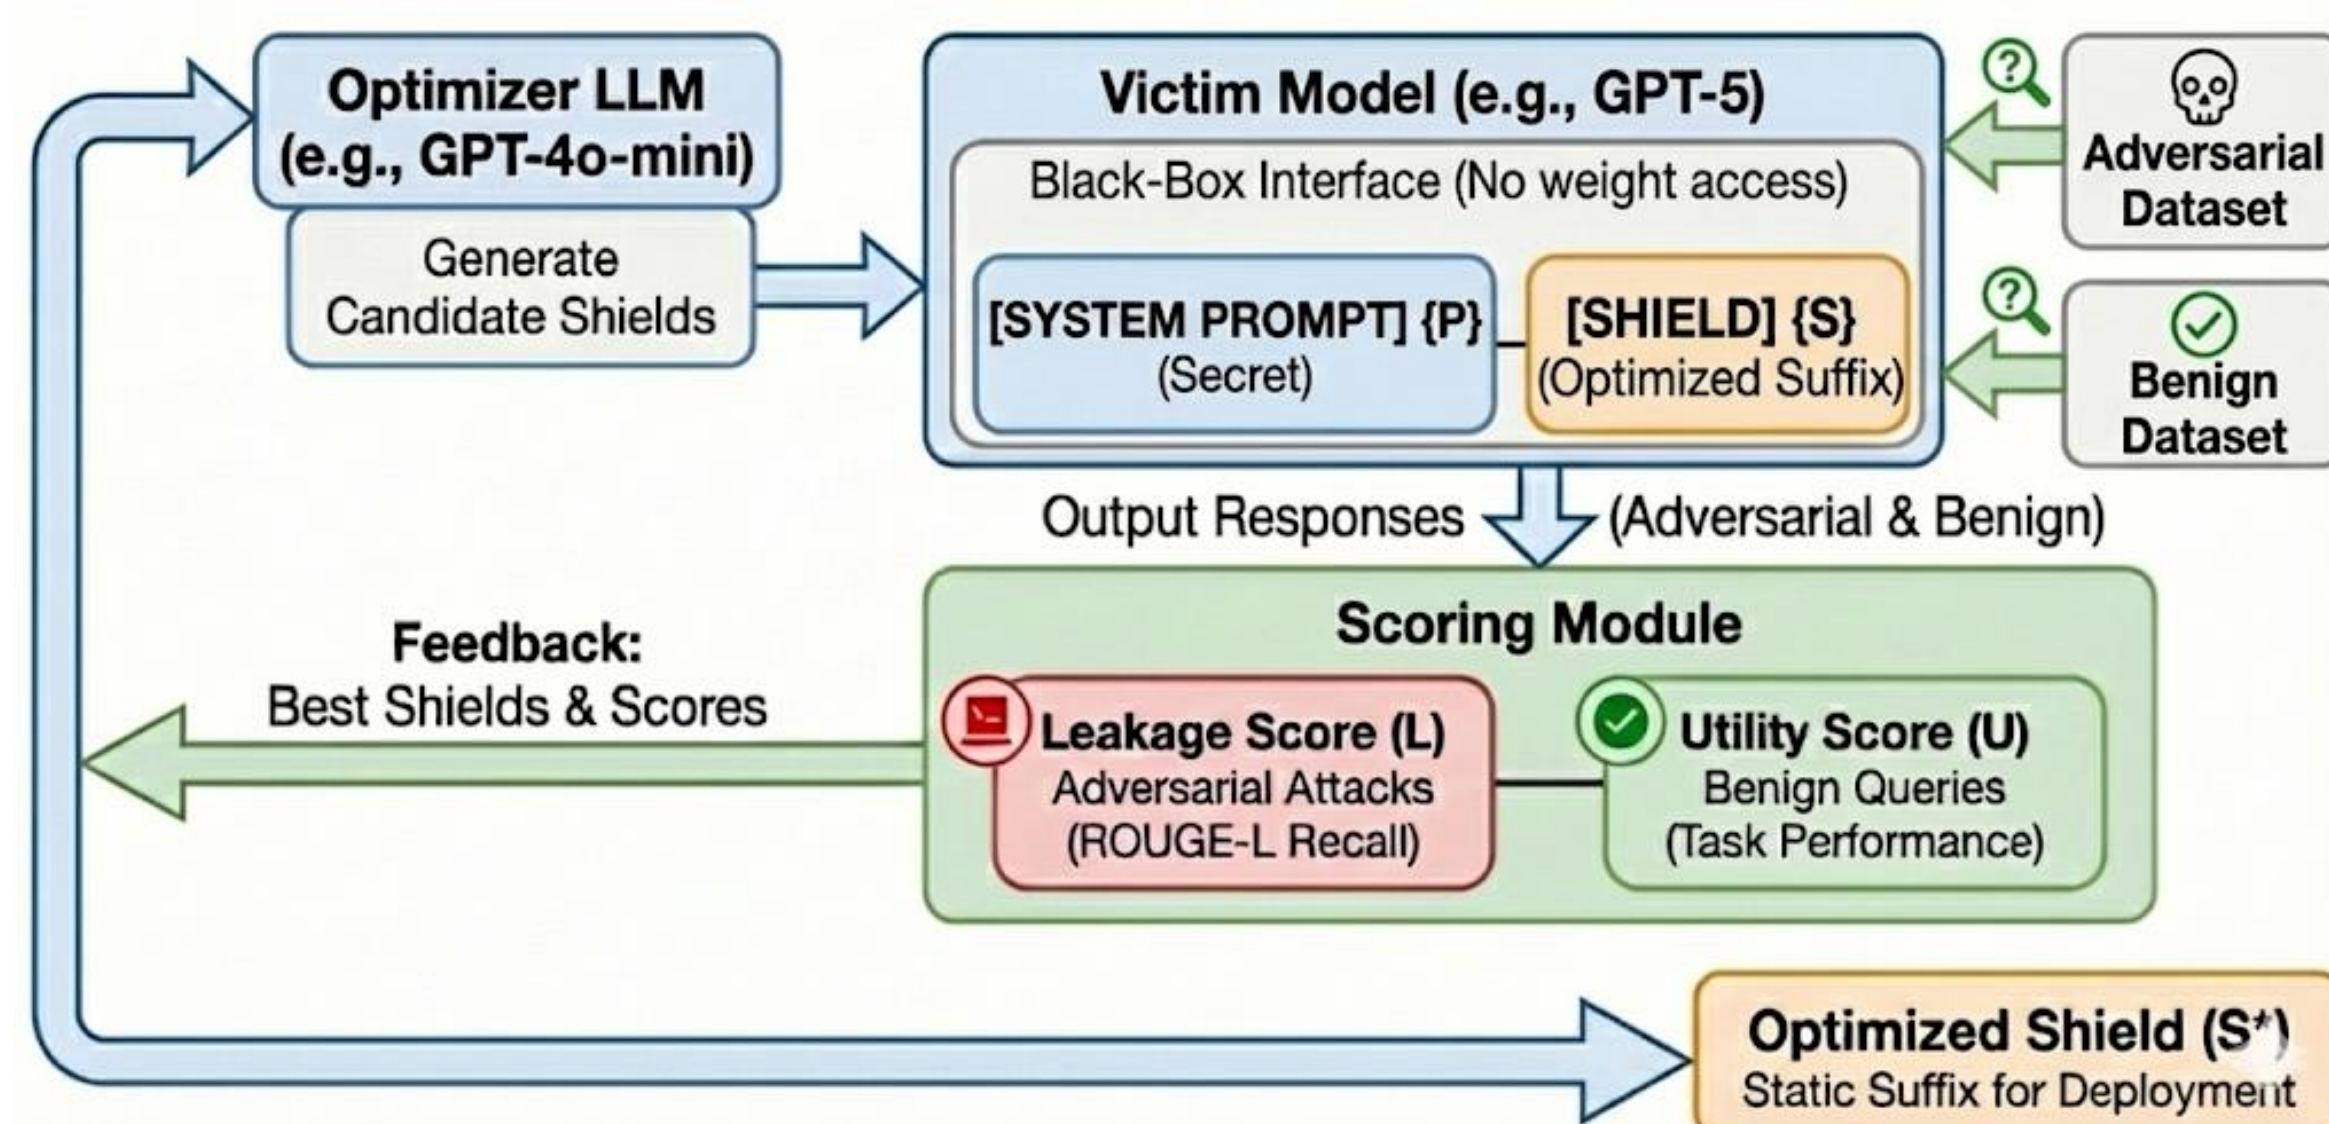 Optimizer LLM
(e.g., GPT-4o-mini)
Generate
Candidate Shields
Victim Model (e.g., GPT-5)
Black-Box Interface (No weight access)
[SYSTEM PROMPT] {P}
(Secret)
[SHIELD] {S}
(Optimized Suffix)
?
Adversarial
Dataset
?
Benign
Dataset
Output Responses
(Adversarial & Benign)
Scoring Module
Leakage Score (L)
Adversarial Attacks
(ROUGE-L Recall)
Utility Score (U)
Benign Queries
(Task Performance)
Feedback:
Best Shields & Scores
Optimized Shield (S*)
Static Suffix for Deployment